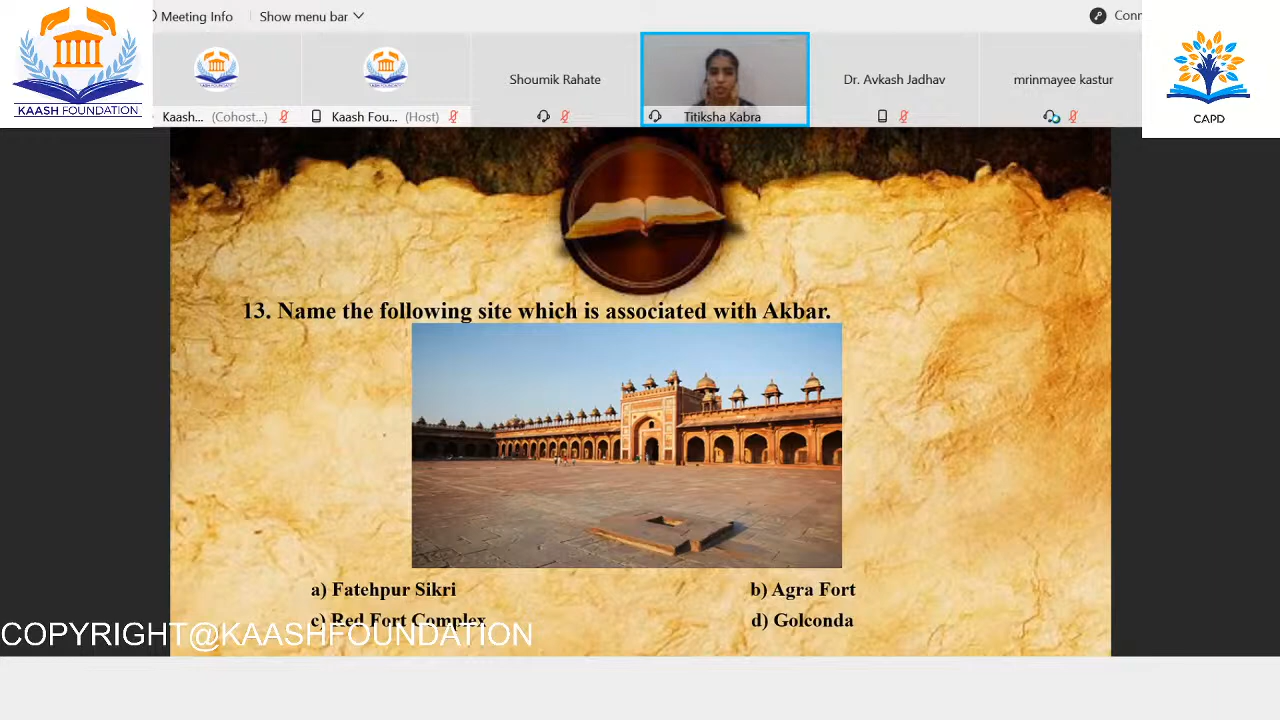 Meeting Info
Show menu bar
Conn
KAASH FOUNDATION
Kaash... (Cohost...)
Kaash Fou... (Host)
Shoumik Rahate
Titiksha Kabra
Dr. Avkash Jadhav
mrinmayee kastur
CAPD
13. Name the following site which is associated with Akbar.
a) Fatehpur Sikri
b) Agra Fort
c) Red Fort Complex
d) Golconda
COPYRIGHT@KAASHFOUNDATION